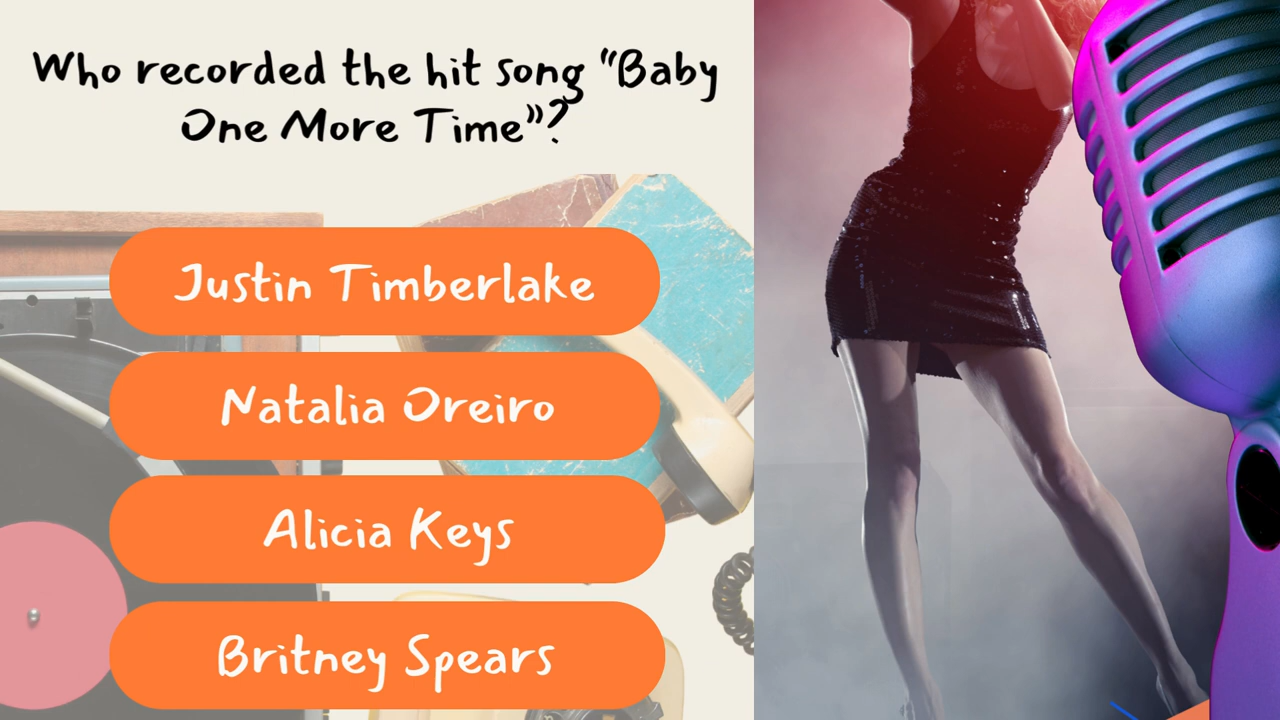 Who recorded the hit song "Baby
One More Time"?
Justin Timberlake
Natalia Oreiro
Alicia Keys
Britney Spears